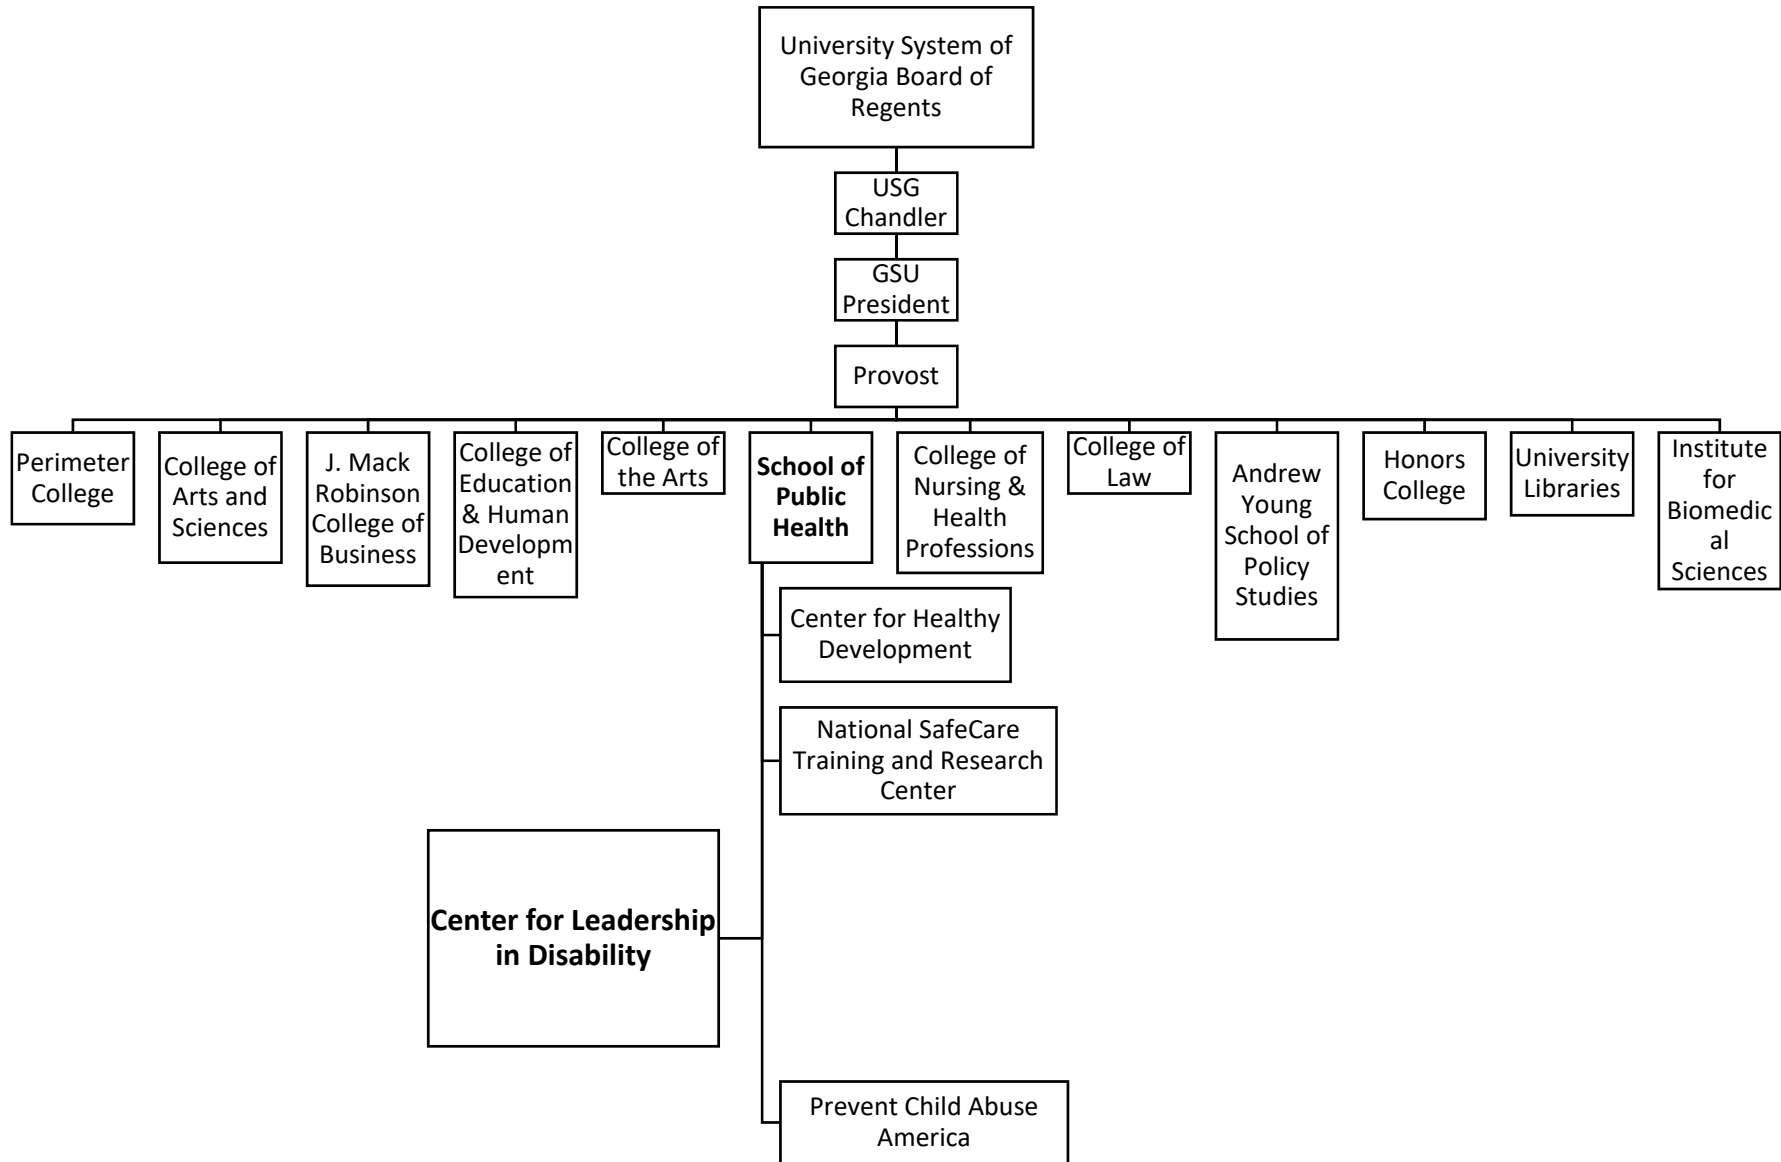 University System of
Georgia Board of
Regents
USG
Chandler
GSU
President
Provost
Perimeter
College
College of
Arts and
Sciences
J. Mack
Robinson
College of
Business
College of
Education
& Human
Developm
ent
College of
the Arts
School of
Public
Health
College of
Nursing &
Health
Professions
College of
Law
Andrew
Young
School of
Policy
Studies
Honors
College
University
Libraries
Institute
for
Biomedic
al
Sciences
Center for Healthy
Development
National SafeCare
Training and Research
Center
Center for Leadership
in Disability
Prevent Child Abuse
America